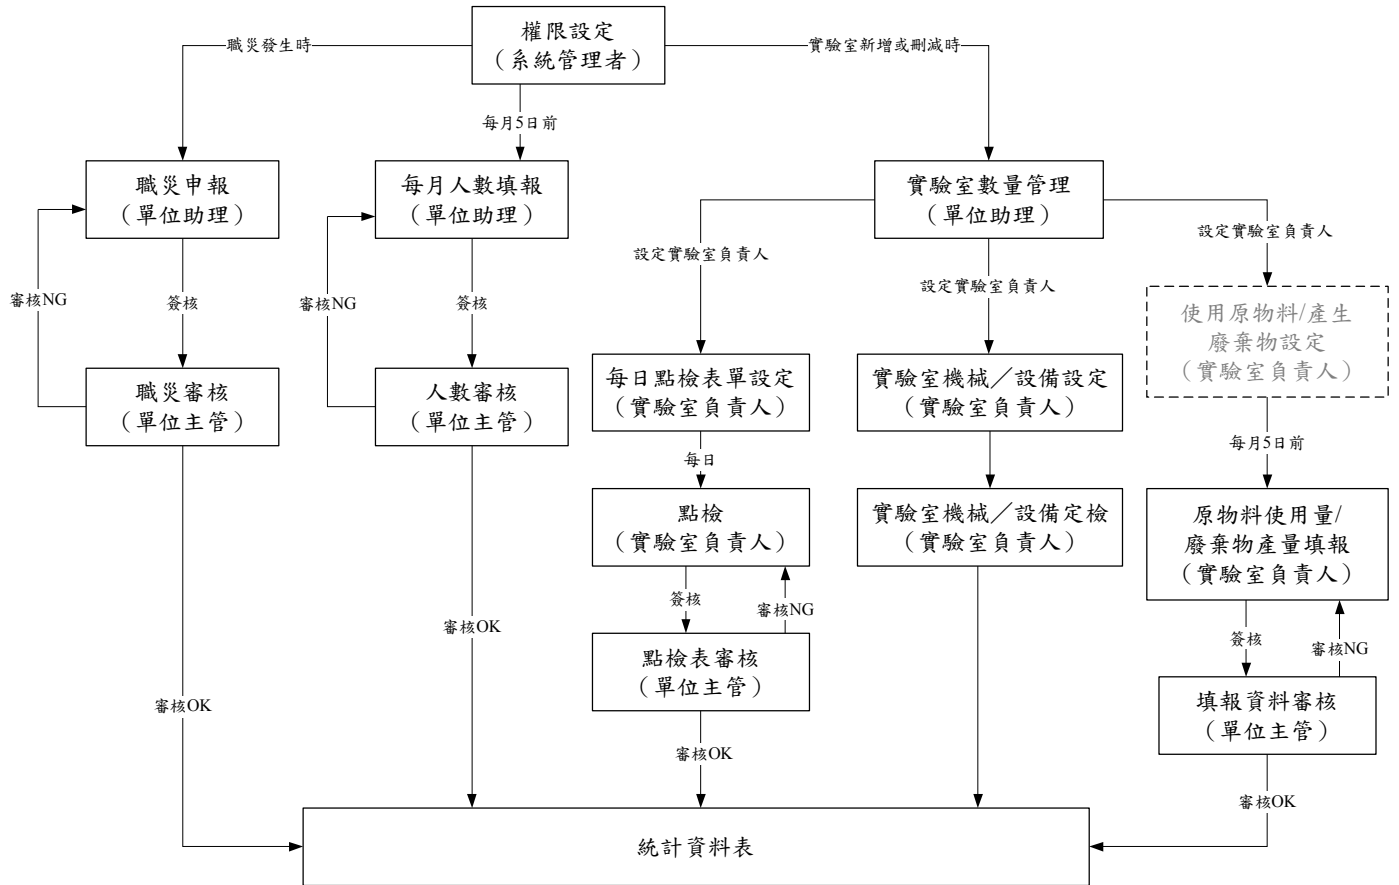 權限設定
（系統管理者）
職災發生時
實驗室新增或刪減時
每月5日前
職災申報
（單位助理）
每月人數填報
（單位助理）
實驗室數量管理
（單位助理）
設定實驗室負責人
設定實驗室負責人
設定實驗室負責人
審核NG
簽核
審核NG
簽核
使用原物料/產生
廢棄物設定
（實驗室負責人）
職災審核
（單位主管）
人數審核
（單位主管）
每日點檢表單設定
（實驗室負責人）
實驗室機械／設備設定
（實驗室負責人）
每日
每月5日前
點檢
（實驗室負責人）
實驗室機械／設備定檢
（實驗室負責人）
原物料使用量/
廢棄物產量填報
（實驗室負責人）
簽核
審核NG
簽核
審核NG
審核OK
點檢表審核
（單位主管）
填報資料審核
（單位主管）
審核OK
審核OK
審核OK
統計資料表